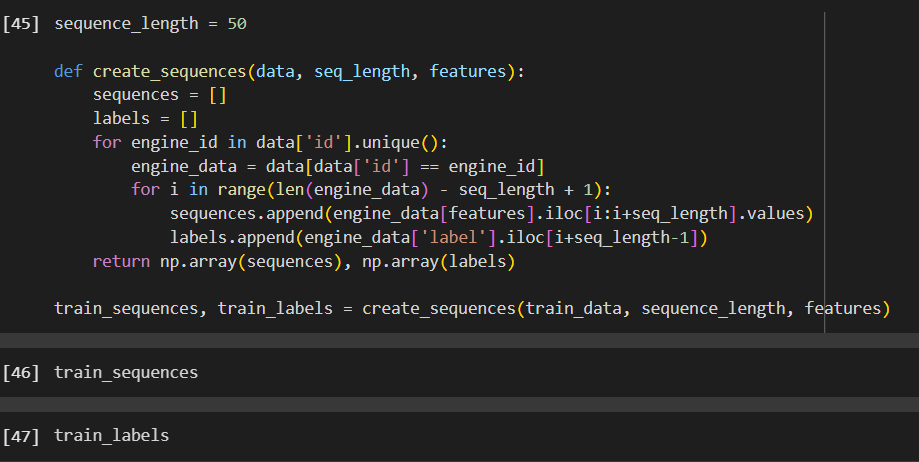 [45] sequence_length = 50
def create_sequences(data, seq_length, features):
    sequences = []
    labels = []
    for engine_id in data['id'].unique():
        engine_data = data[data['id'] == engine_id]
        for i in range(len(engine_data) - seq_length + 1):
            sequences.append(engine_data[features].iloc[i:i+seq_length].values)
            labels.append(engine_data['label'].iloc[i+seq_length-1])
    return np.array(sequences), np.array(labels)
train_sequences, train_labels = create_sequences(train_data, sequence_length, features)
[46] train_sequences
[47] train_labels